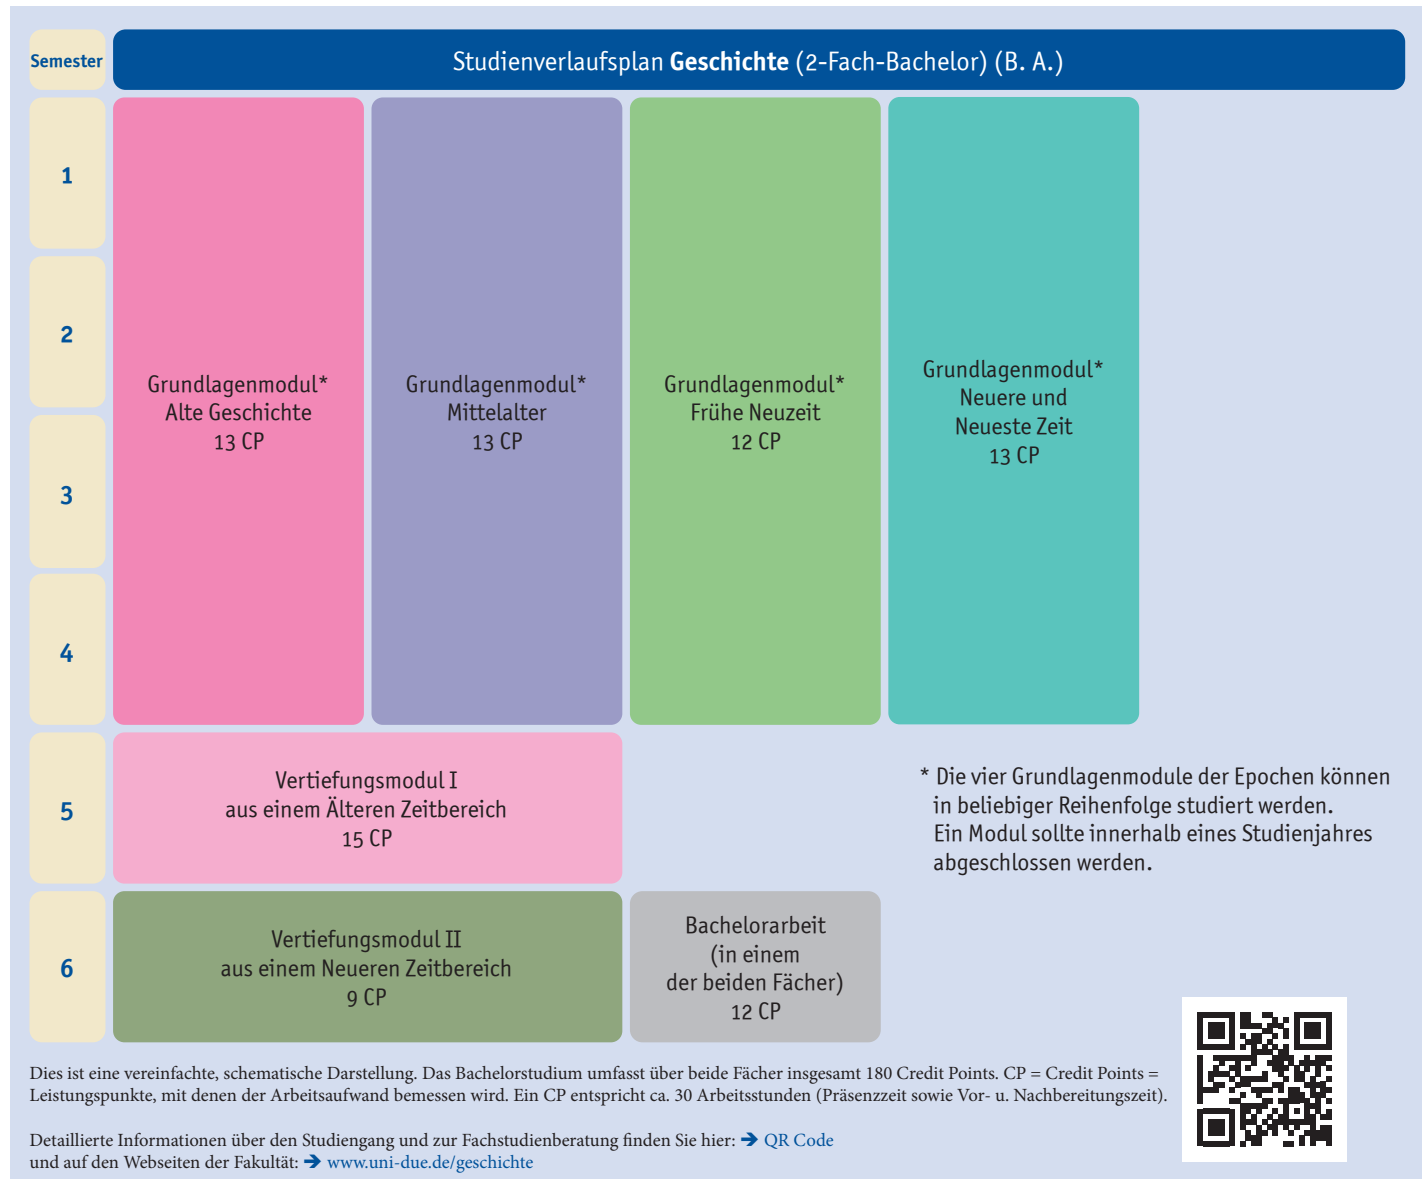 Semester
Studienverlaufsplan Geschichte (2-Fach-Bachelor) (B. A.)
1
2
3
4
5
6
Grundlagenmodul*
Alte Geschichte
13 CP
Grundlagenmodul*
Mittelalter
13 CP
Grundlagenmodul*
Frühe Neuzeit
12 CP
Grundlagenmodul*
Neuere und
Neueste Zeit
13 CP
Vertiefungsmodul I
aus einem Älteren Zeitbereich
15 CP
* Die vier Grundlagenmodule der Epochen können
in beliebiger Reihenfolge studiert werden.
Ein Modul sollte innerhalb eines Studienjahres
abgeschlossen werden.
Vertiefungsmodul II
aus einem Neueren Zeitbereich
9 CP
Bachelorarbeit
(in einem
der beiden Fächer)
12 CP
Dies ist eine vereinfachte, schematische Darstellung. Das Bachelorstudium umfasst über beide Fächer insgesamt 180 Credit Points. CP = Credit Points =
Leistungspunkte, mit denen der Arbeitsaufwand bemessen wird. Ein CP entspricht ca. 30 Arbeitsstunden (Präsenzzeit sowie Vor- u. Nachbereitungszeit).
Detaillierte Informationen über den Studiengang und zur Fachstudienberatung finden Sie hier: ➔ QR Code
und auf den Webseiten der Fakultät: ➔ www.uni-due.de/geschichte